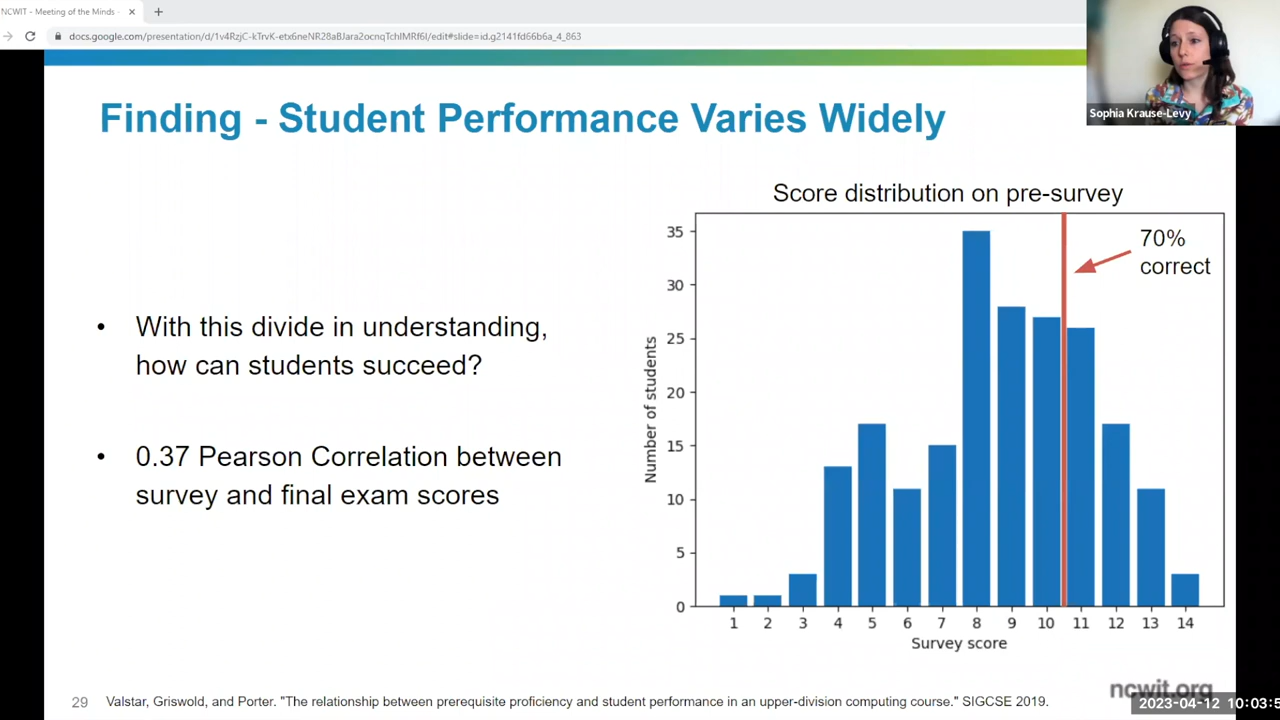 NCWIT - Meeting of the Minds -
docs.google.com/presentation/d/1v4RzjC-kTrvK-etx6neNR28aBJara2ocnqTchIMRf6I/edit#slide=id.g2141fd66b6a_4_863
Sophia Krause-Levy
Finding - Student Performance Varies Widely
• With this divide in understanding,
how can students succeed?
• 0.37 Pearson Correlation between
survey and final exam scores
Score distribution on pre-survey
70%
correct
Number of students
35
30
25
20
15
10
5
0
1 2 3 4 5 6 7 8 9 10 11 12 13 14
Survey score
29
Valstar, Griswold, and Porter. "The relationship between prerequisite proficiency and student performance in an upper-division computing course." SIGCSE 2019.
ncwit.org
2023-04-12 10:03:5